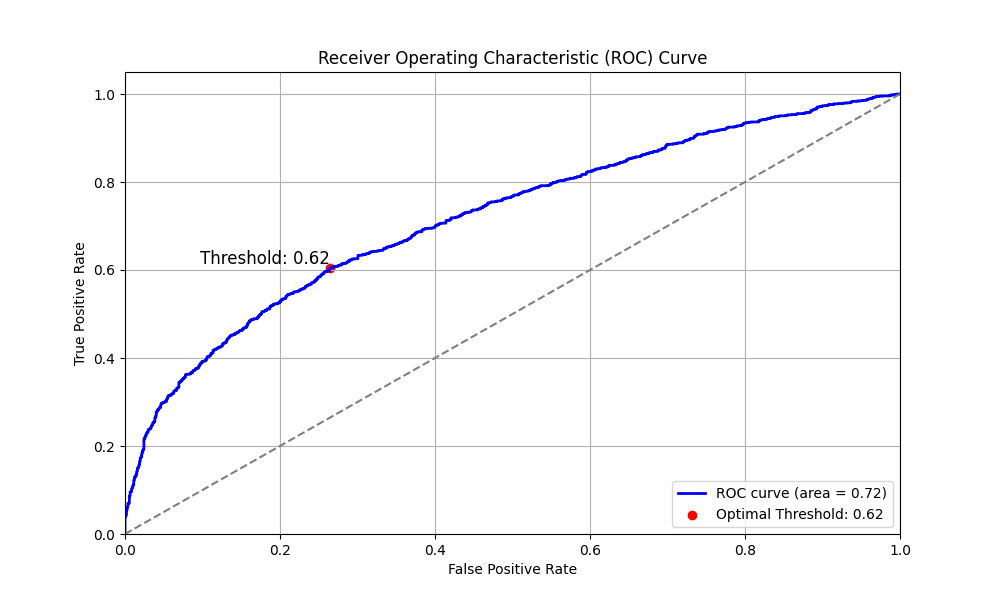 Receiver Operating Characteristic (ROC) Curve
1.0
0.8
0.6
0.4
0.2
0.0
True Positive Rate
Threshold: 0.62
ROC curve (area = 0.72)
Optimal Threshold: 0.62
0.0 0.2 0.4 0.6 0.8 1.0
False Positive Rate